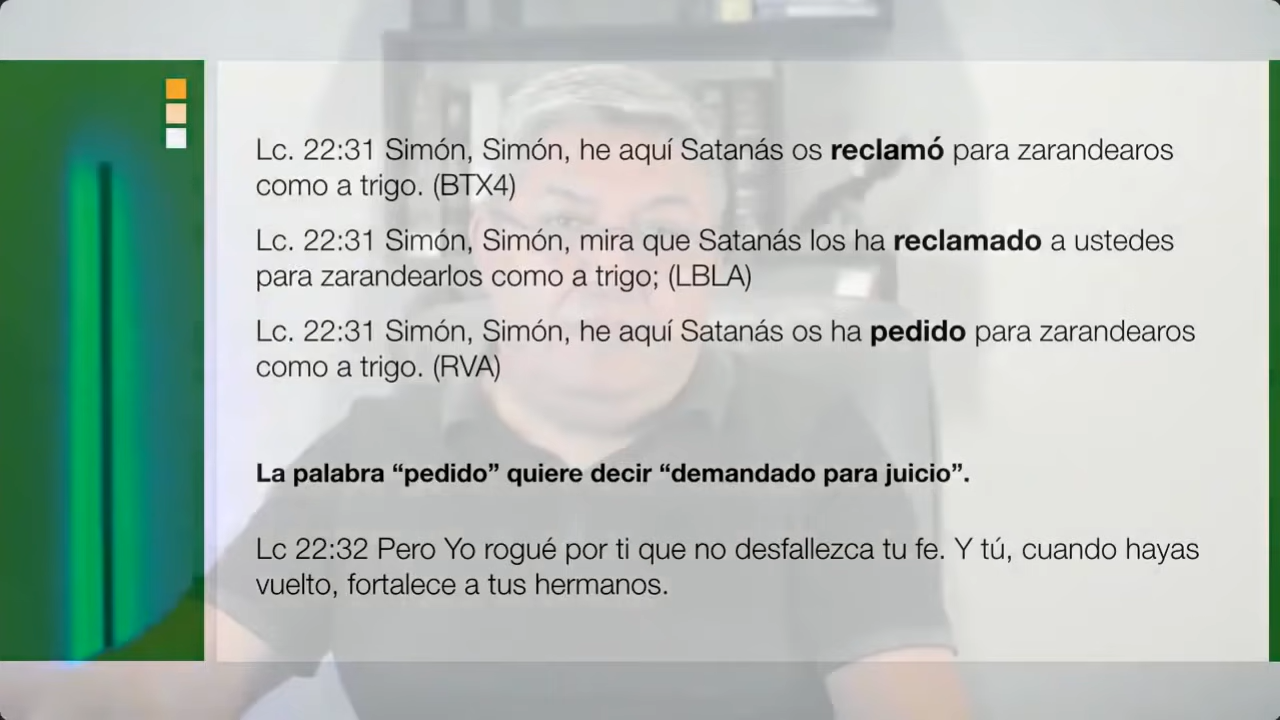 Lc. 22:31 Simón, Simón, he aquí Satanás os reclamó para zarandearos
como a trigo. (BTX4)
Lc. 22:31 Simón, Simón, mira que Satanás los ha reclamado a ustedes
para zarandearlos como a trigo; (LBLA)
Lc. 22:31 Simón, Simón, he aquí Satanás os ha pedido para zarandearos
como a trigo. (RVA)
La palabra “pedido” quiere decir “demandado para juicio”.
Lc 22:32 Pero Yo rogué por ti que no desfallezca tu fe. Y tú, cuando hayas
vuelto, fortalece a tus hermanos.